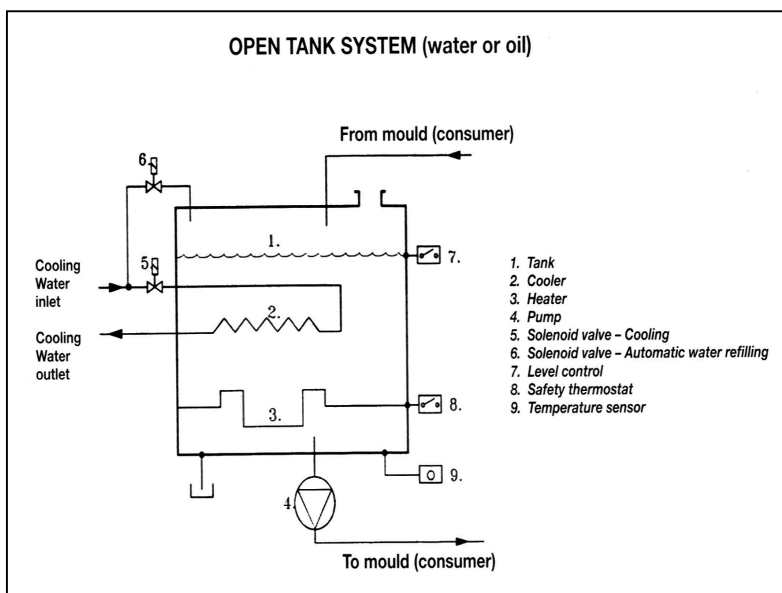 OPEN TANK SYSTEM (water or oil)
From mould (consumer)
6.
1.
7.
5.
Cooling
Water
inlet
2.
Cooling
Water
outlet
3.
8.
9.
4.
To mould (consumer)
1. Tank
2. Cooler
3. Heater
4. Pump
5. Solenoid valve – Cooling
6. Solenoid valve – Automatic water refilling
7. Level control
8. Safety thermostat
9. Temperature sensor